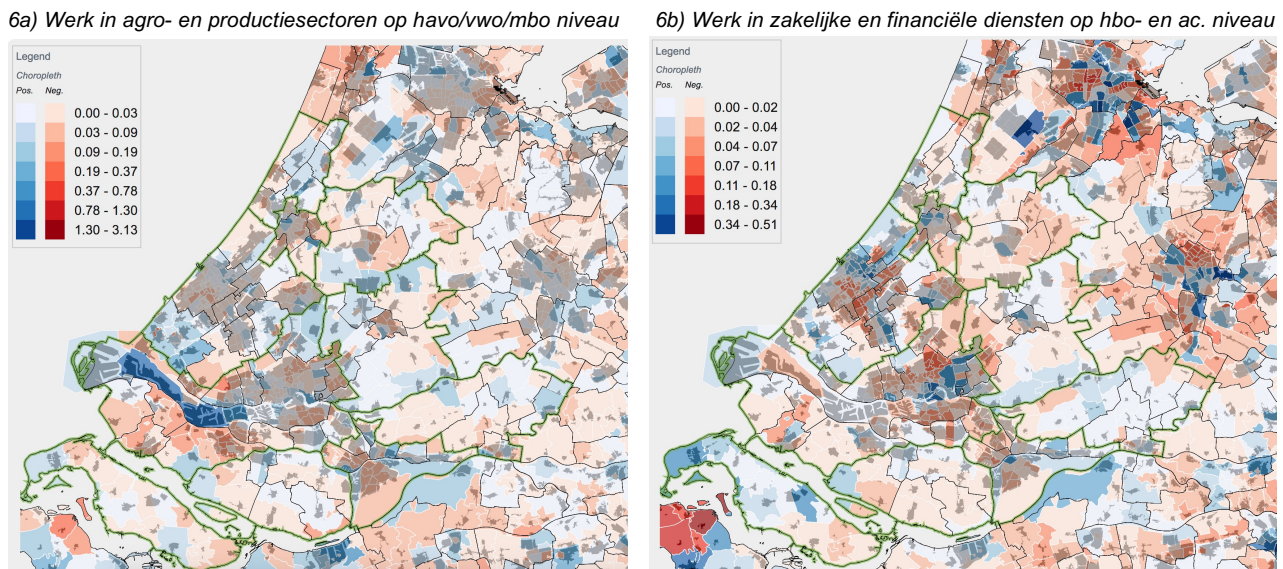 6a) Werk in agro- en productiesectoren op havo/vwo/mbo niveau
Legend
Choropleth
Pos. Neg.
0.00 - 0.03
0.03 - 0.09
0.09 - 0.19
0.19 - 0.37
0.37 - 0.78
0.78 - 1.30
1.30 - 3.13
6b) Werk in zakelijke en financiële diensten op hbo- en ac. niveau
Legend
Choropleth
Pos. Neg.
0.00 - 0.02
0.02 - 0.04
0.04 - 0.07
0.07 - 0.11
0.11 - 0.18
0.18 - 0.34
0.34 - 0.51